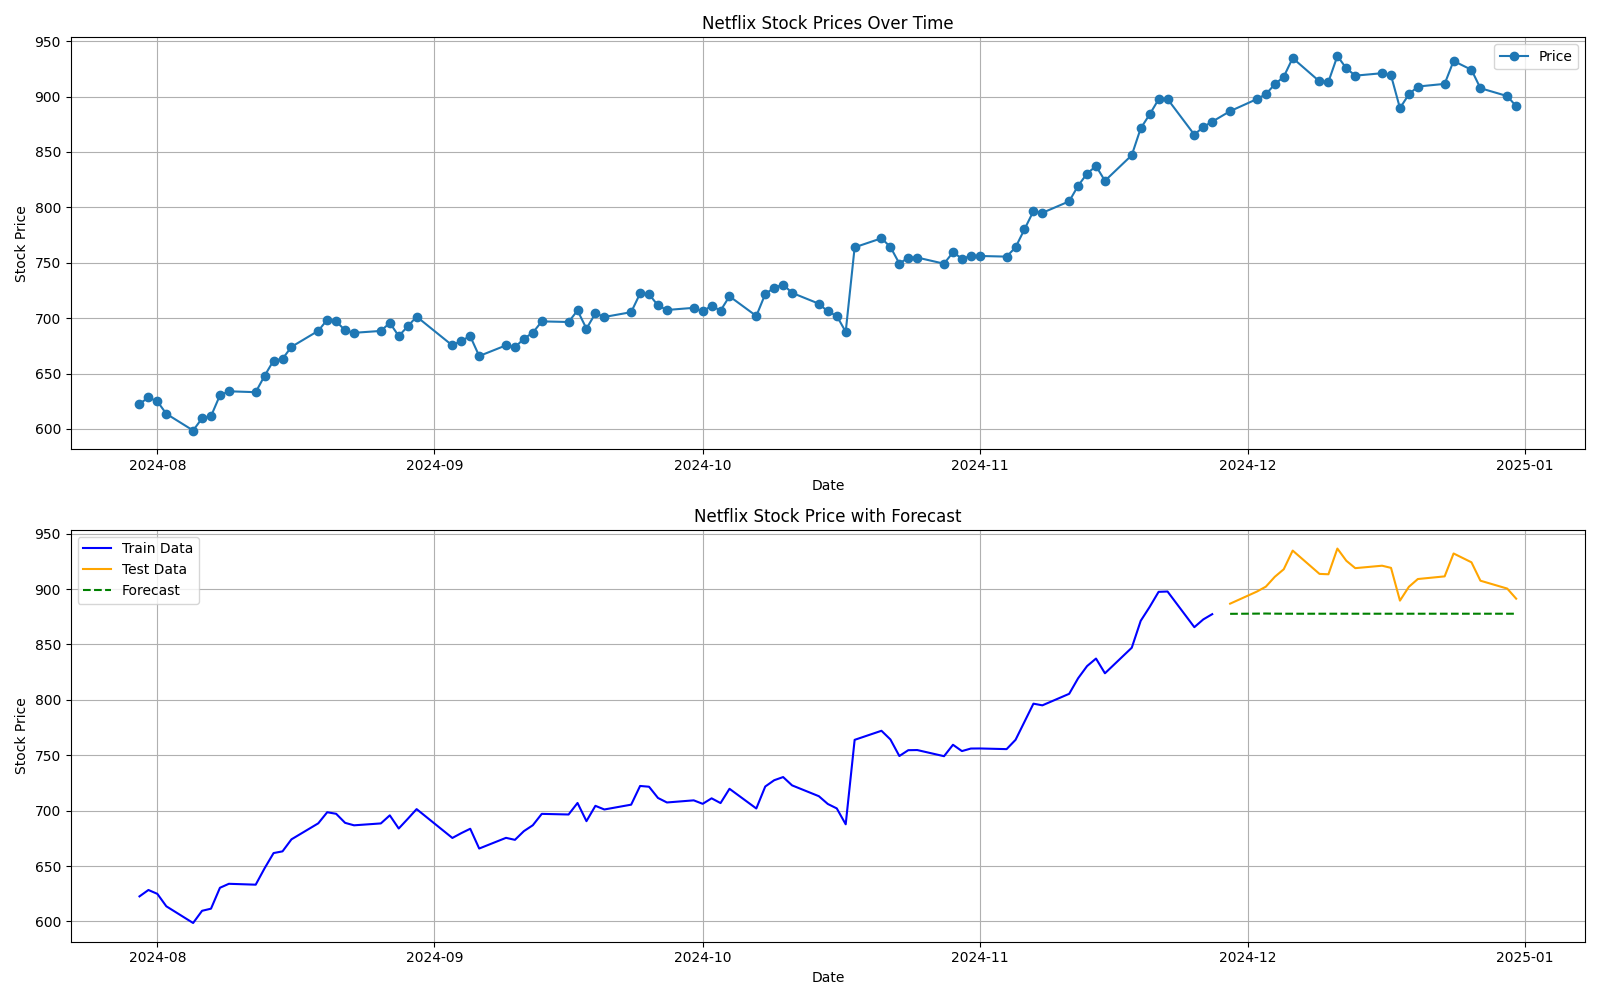 Netflix Stock Prices Over Time
Stock Price
950
900
850
800
750
700
650
600
Price
2024-08 2024-09 2024-10 2024-11 2024-12 2025-01
Date
Netflix Stock Price with Forecast
Stock Price
950
900
850
800
750
700
650
600
Train Data
Test Data
Forecast
2024-08 2024-09 2024-10 2024-11 2024-12 2025-01
Date